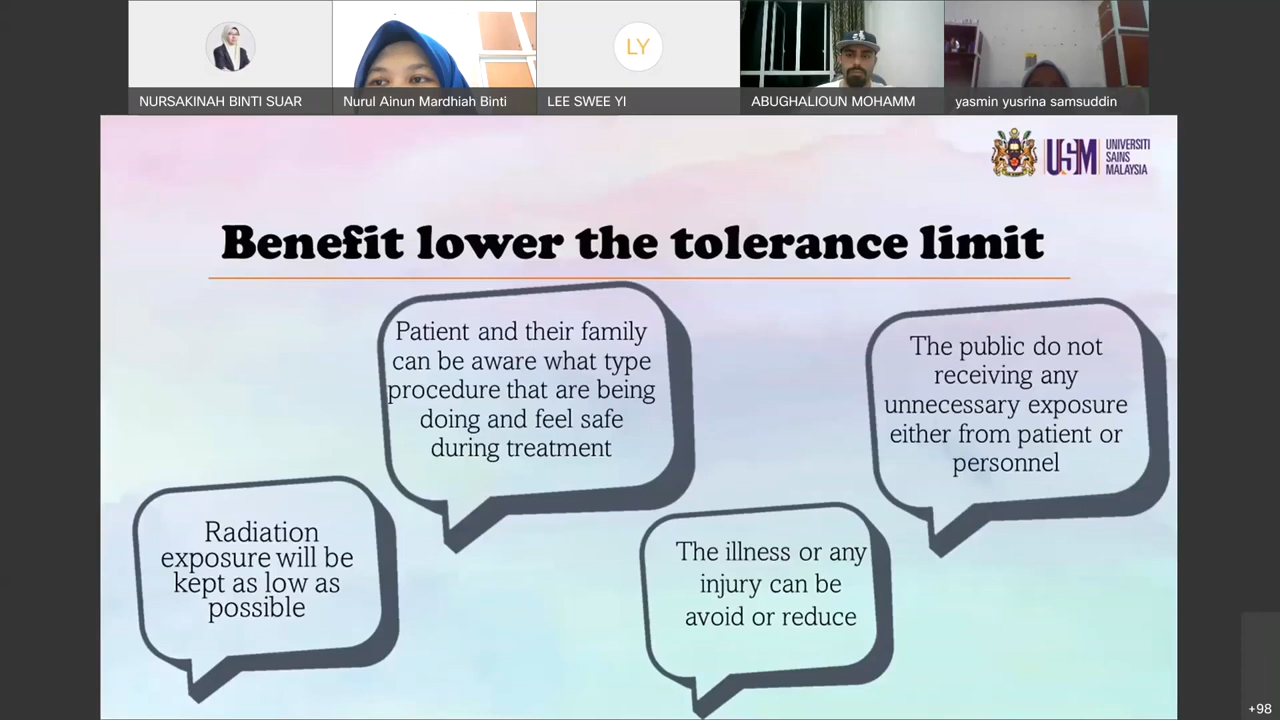 NURSAKINAH BINTI SUAR
Nurul Ainun Mardhiah Binti
LY
LEE SWEE YI
ABUGHALIOUN MOHAMM
yasmin yusrina samsuddin
USM
UNIVERSITI
SAINS
MALAYSIA
Benefit lower the tolerance limit
Patient and their family
can be aware what type
procedure that are being
doing and feel safe
during treatment
The public do not
receiving any
unnecessary exposure
either from patient or
personnel
Radiation
exposure will be
kept as low as
possible
The illness or any
injury can be
avoid or reduce
+98